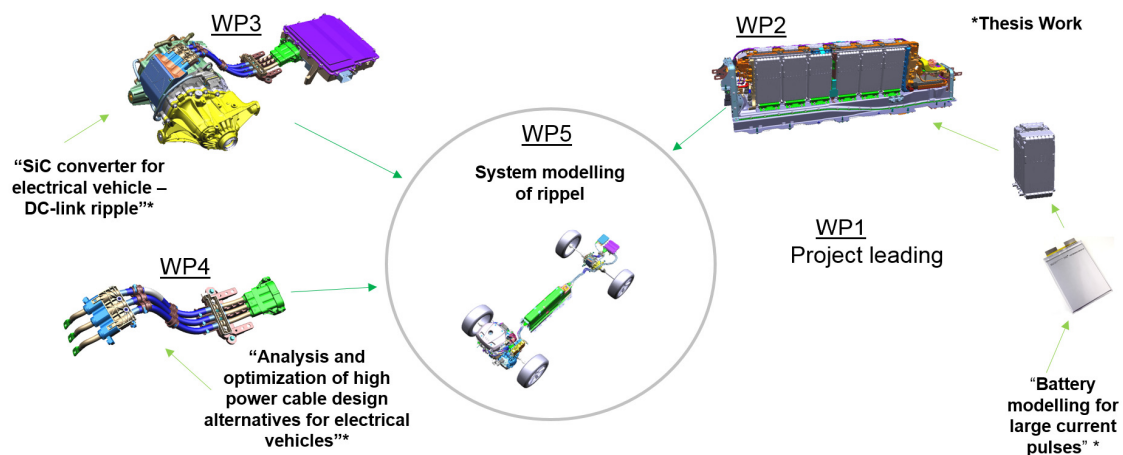 WP3
WP2
*Thesis Work
WP5
System modelling
of rippel
“SiC converter for
electrical vehicle –
DC-link ripple”*
WP1
Project leading
WP4
“Analysis and
optimization of high
power cable design
alternatives for electrical
vehicles”*
“Battery
modelling for
large current
pulses” *